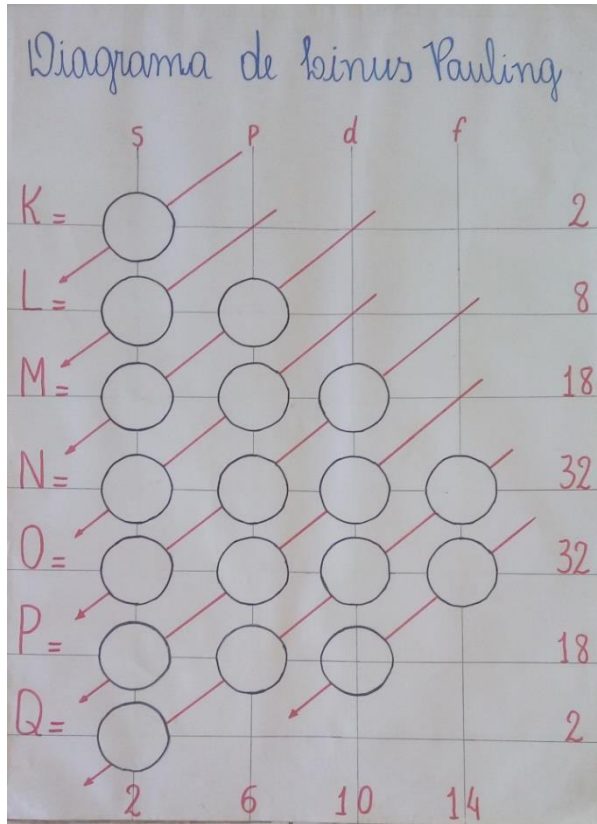 Diagrama de Linus Pauling
s p d f
K= 2
L= 8
M= 18
N= 32
O= 32
P= 18
Q= 2
2 6 10 14